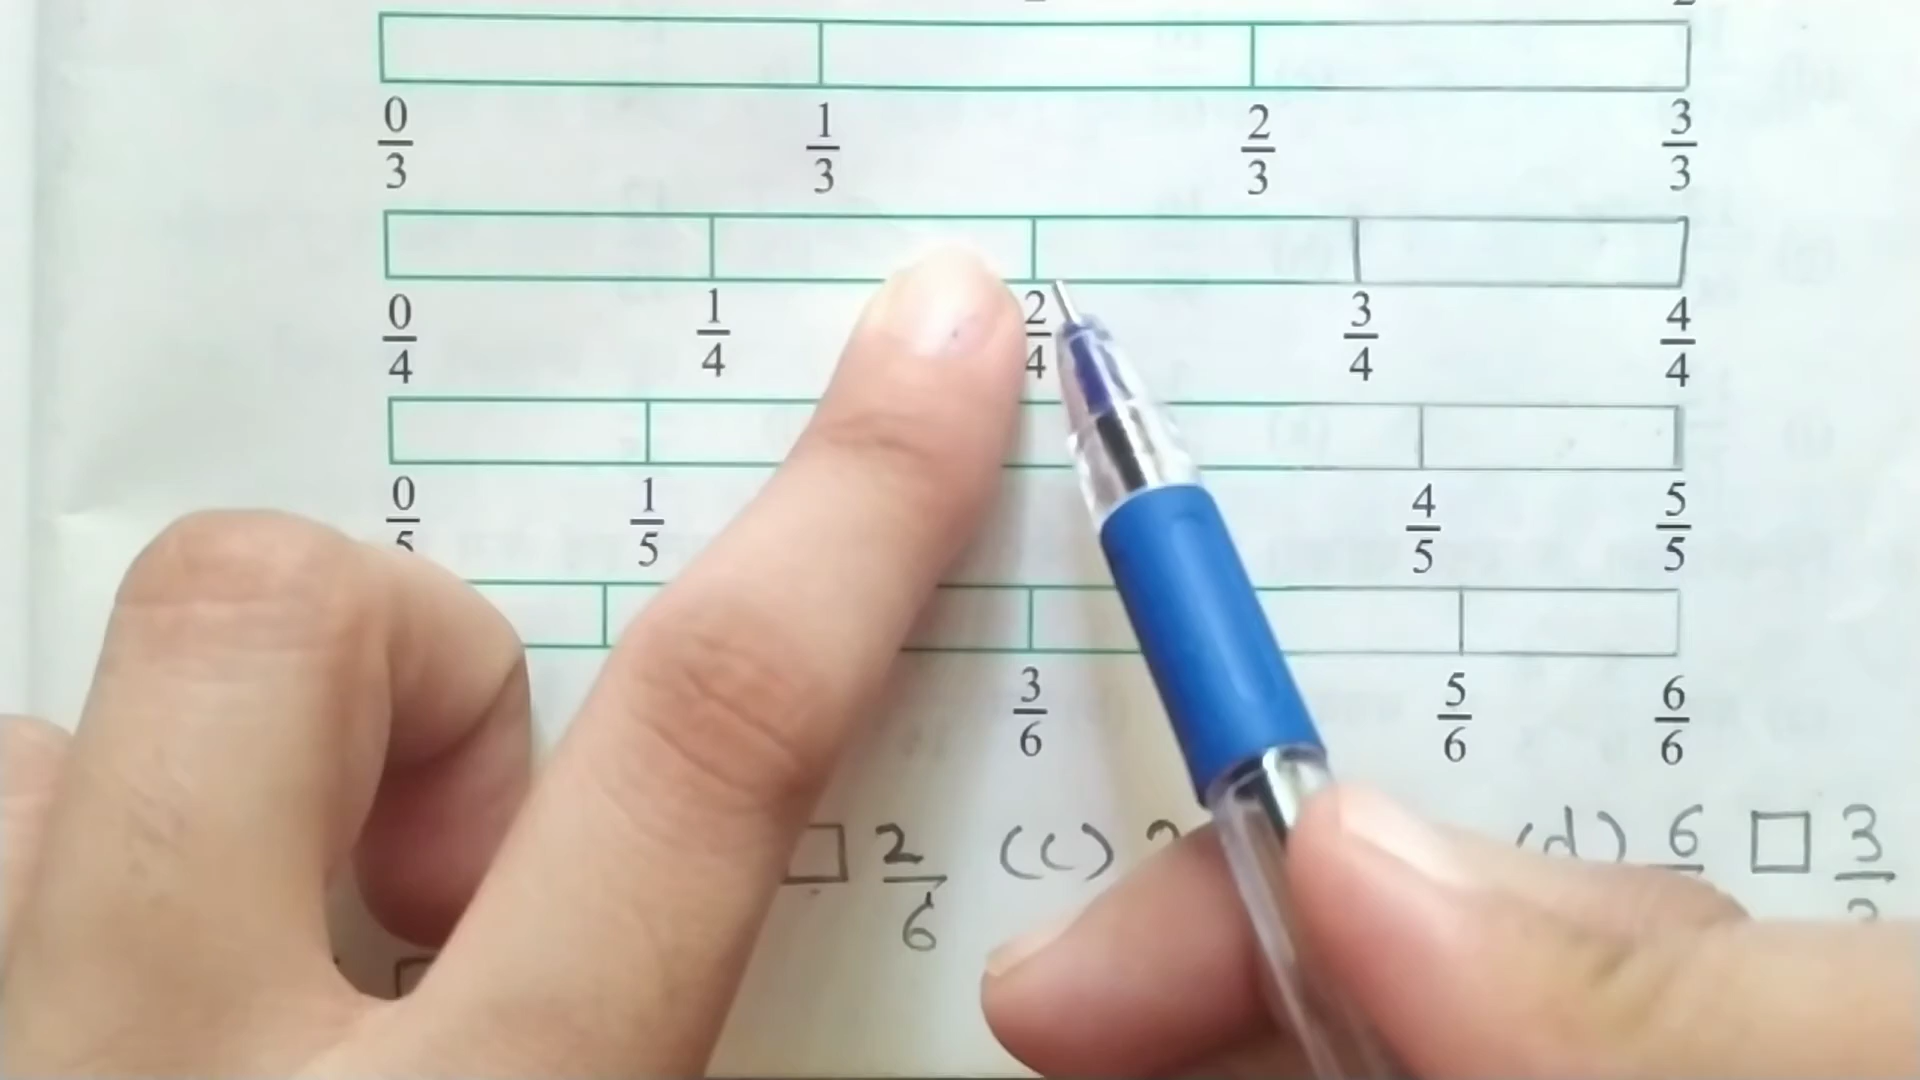 0/3 1/3 2/3 3/3
0/4 1/4 2/4 3/4 4/4
0/5 1/5 4/5 5/5
3/6 5/6 6/6
□ 2/6 (c) (d) 6 □ 3